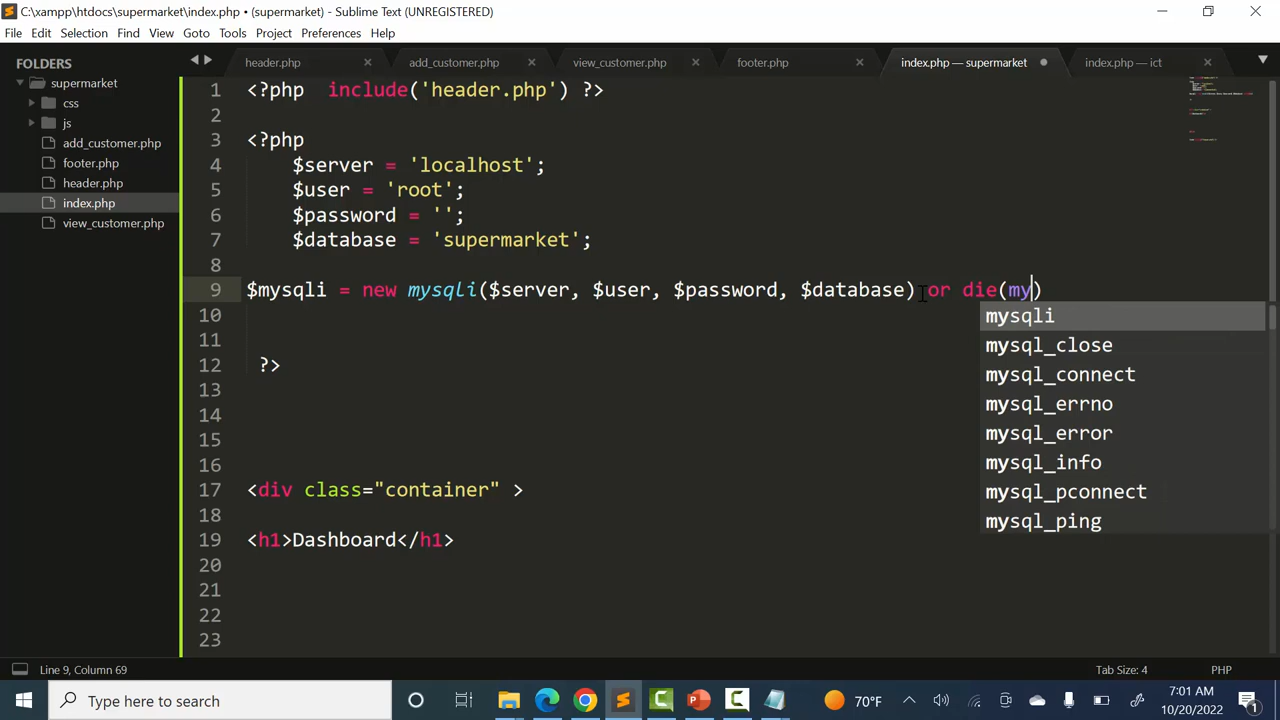 C:\xampp\htdocs\supermarket\index.php • (supermarket) - Sublime Text (UNREGISTERED)
File Edit Selection Find View Goto Tools Project Preferences Help
FOLDERS
supermarket
css
js
add_customer.php
footer.php
header.php
index.php
view_customer.php
header.php add_customer.php view_customer.php footer.php index.php — supermarket index.php — ict
1 <?php  include('header.php') ?>
2
3 <?php
4 $server = 'localhost';
5 $user = 'root';
6 $password = '';
7 $database = 'supermarket';
8
9 $mysqli = new mysqli($server, $user, $password, $database) or die(my)
10
11
12 ?>
13
14
15
16
17 <div class="container" >
18
19 <h1>Dashboard</h1>
20
21
22
23
mysqli
mysql_close
mysql_connect
mysql_errno
mysql_error
mysql_info
mysql_pconnect
mysql_ping
Line 9, Column 69 Tab Size: 4 PHP
Type here to search
70°F
7:01 AM
10/20/2022
1